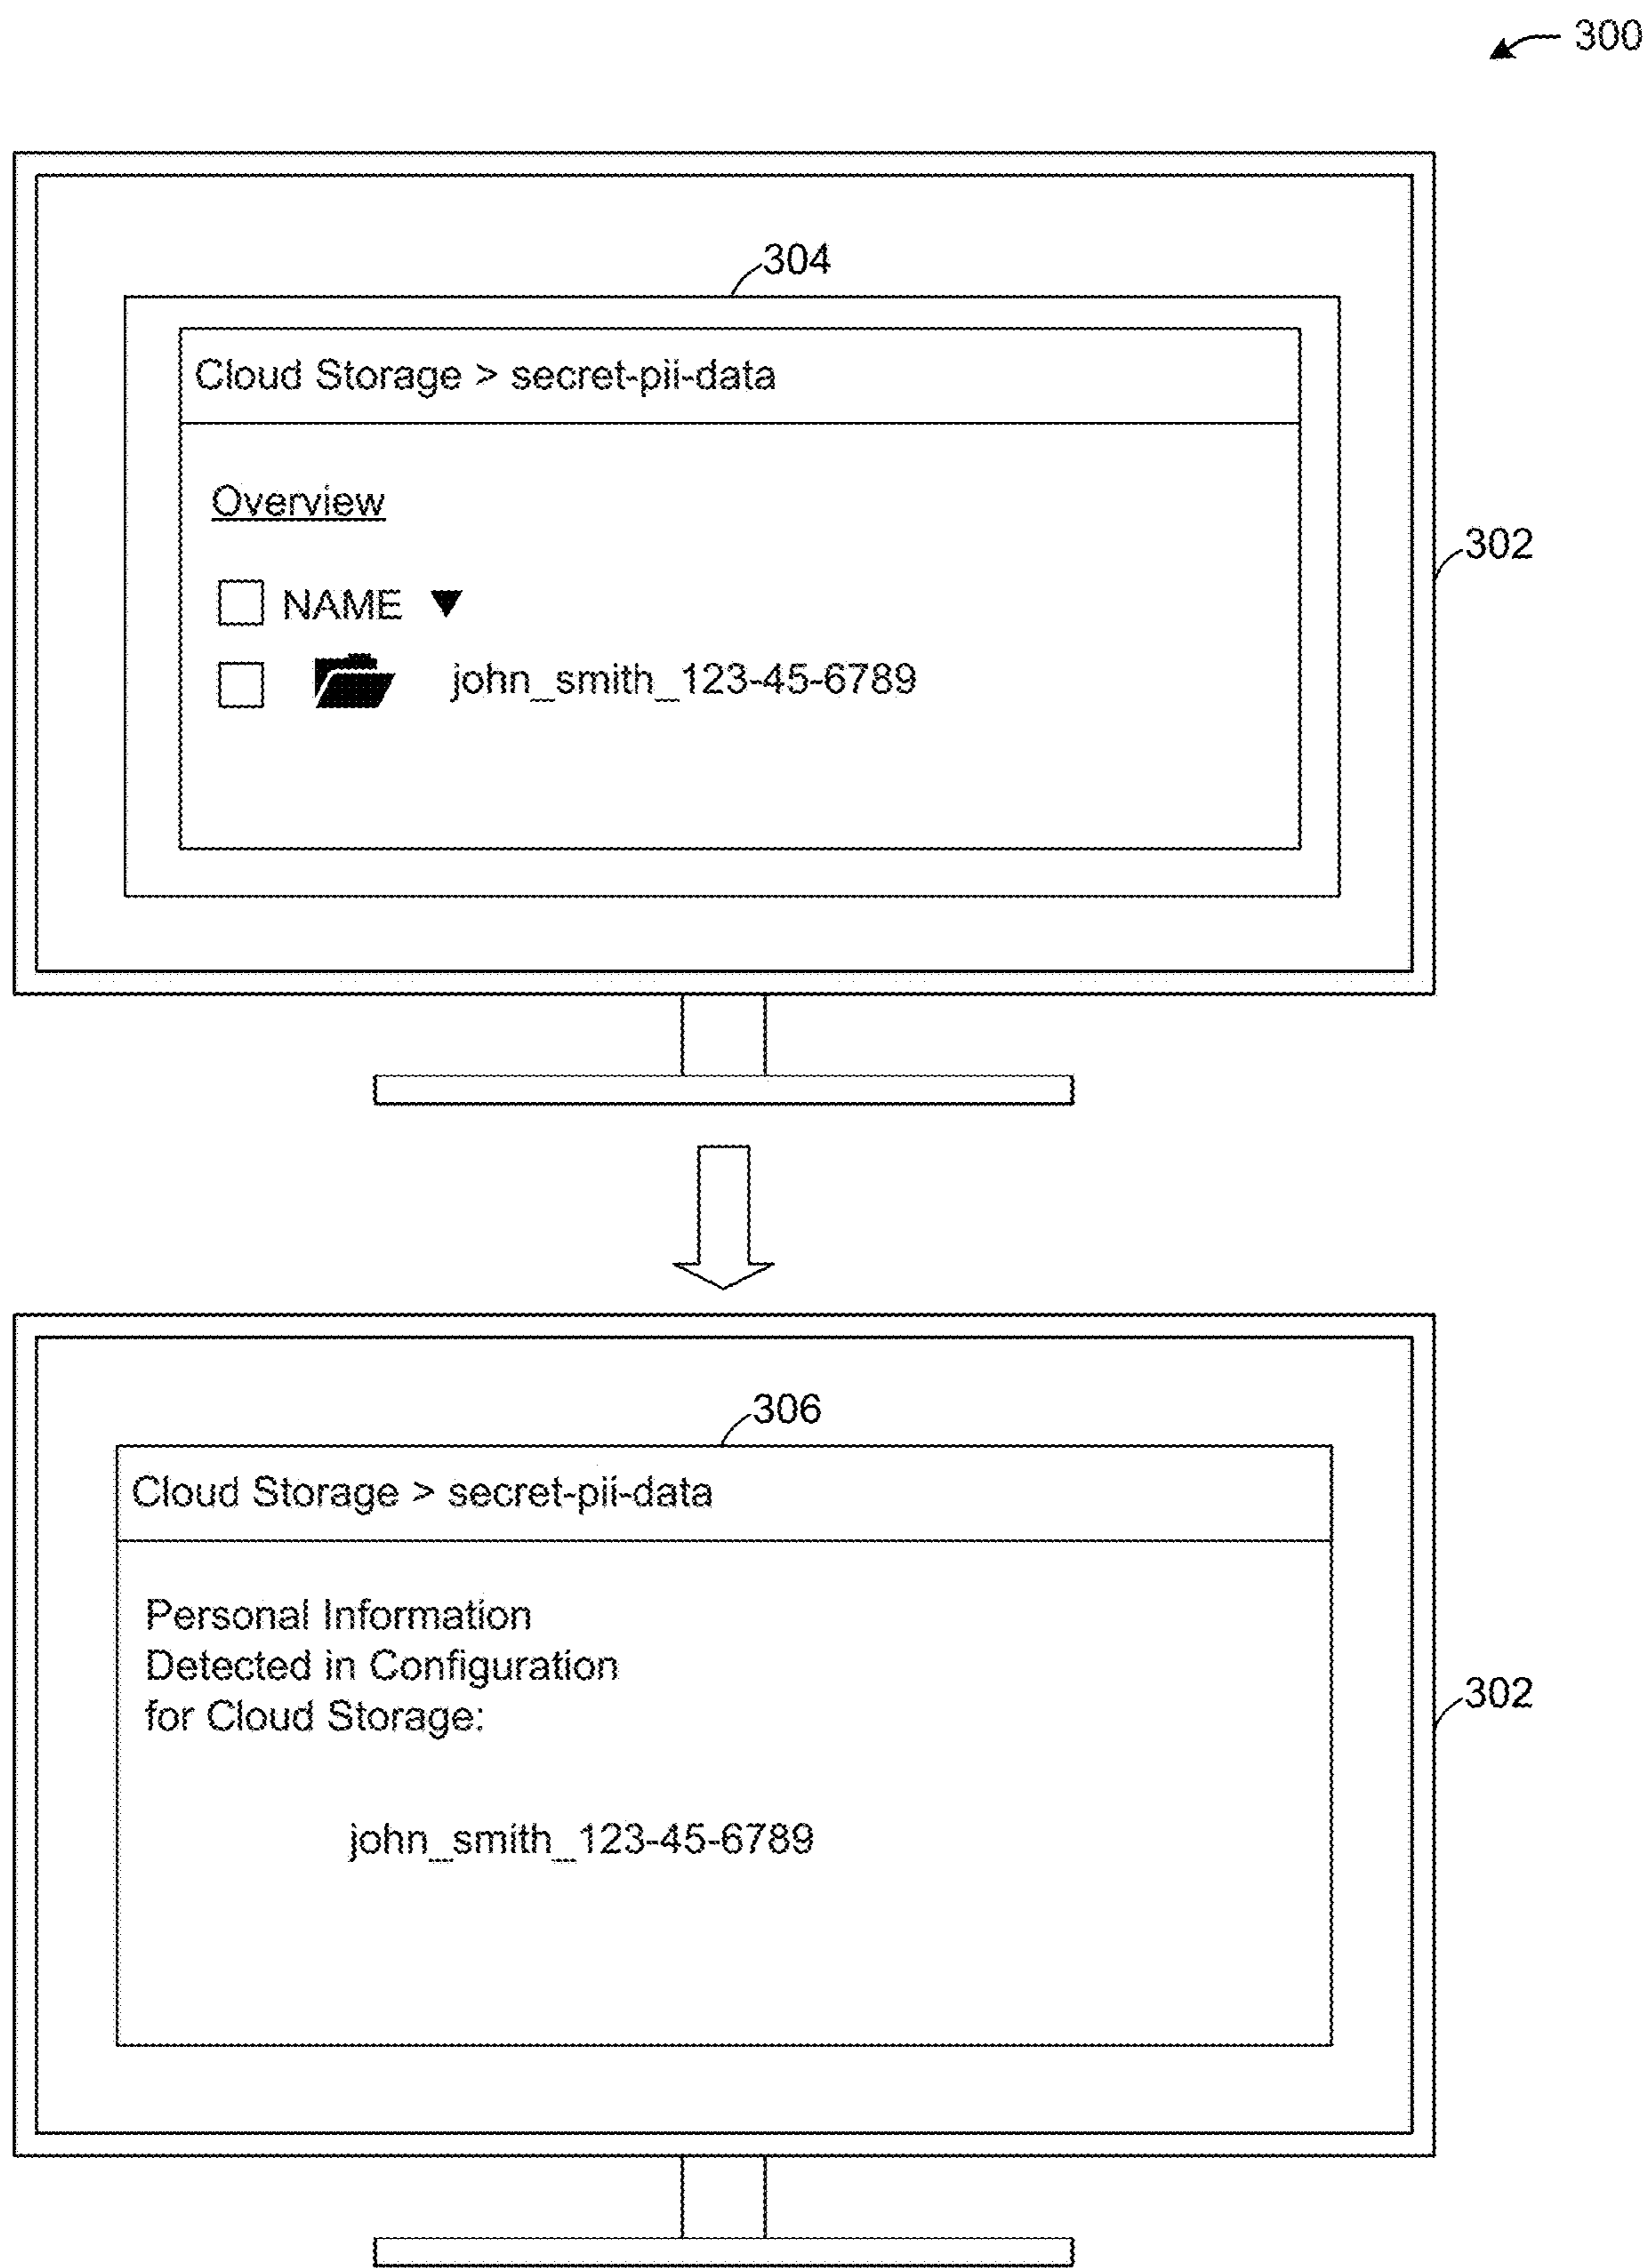 300
304
Cloud Storage > secret-pii-data
Overview
302
NAME ▼
john_smith_123-45-6789
306
Cloud Storage > secret-pii-data
Personal Information
Detected in Configuration
for Cloud Storage:
302
john_smith_123-45-6789